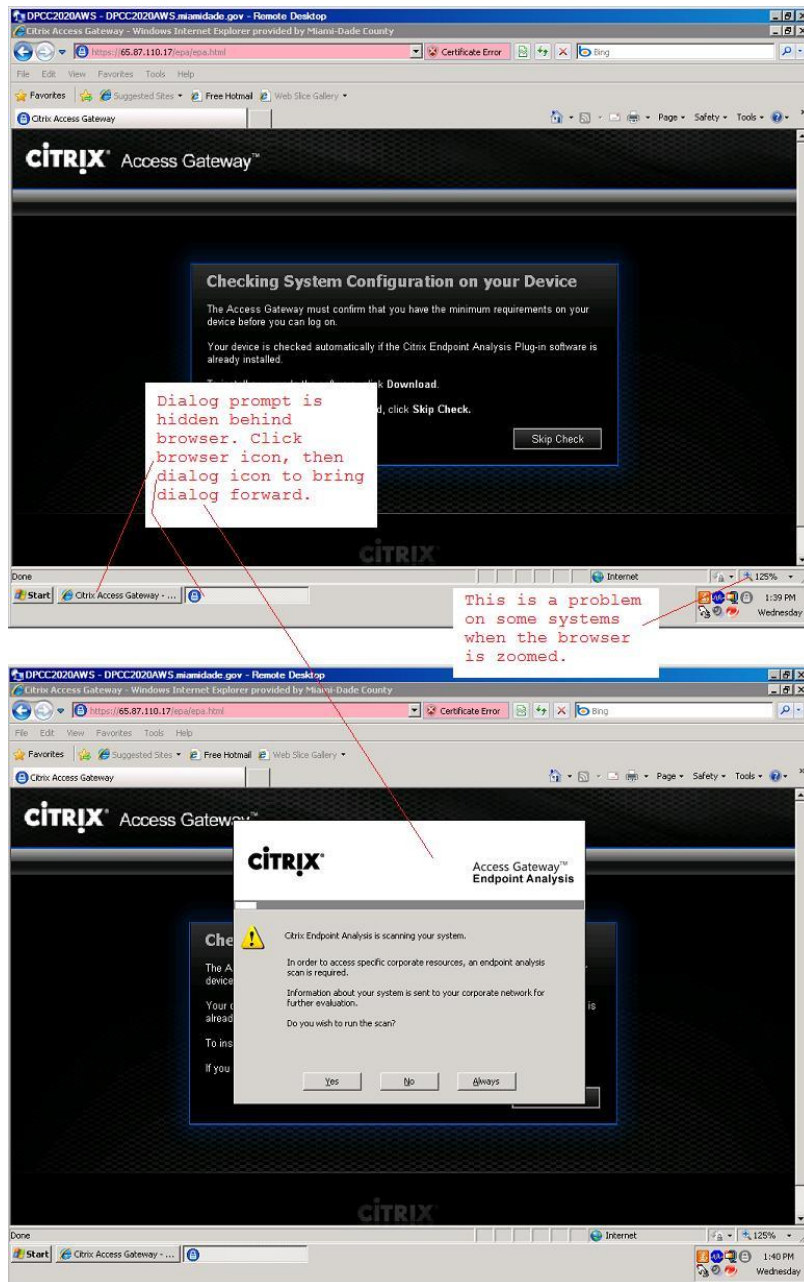 DPCC2020AWS - DPCC2020AWS.miamidade.gov - Remote Desktop
Citrix Access Gateway - Windows Internet Explorer provided by Miami-Dade County
https://65.87.110.17/epa/epa.html
Certificate Error
Bing
File Edit View Favorites Tools Help
Favorites Suggested Sites Free Hotmail Web Slice Gallery
Citrix Access Gateway
Page Safety Tools
CITRIX Access Gateway™
Checking System Configuration on your Device
The Access Gateway must confirm that you have the minimum requirements on your
device before you can log on.
Your device is checked automatically if the Citrix Endpoint Analysis Plug-in software is
already installed.
click Download.
d, click Skip Check.
Skip Check
Dialog prompt is
hidden behind
browser. Click
browser icon, then
dialog icon to bring
dialog forward.
CITRIX
Done
Internet
125%
Start
Citrix Access Gateway - ...
1:39 PM
Wednesday
This is a problem
on some systems
when the browser
is zoomed.
DPCC2020AWS - DPCC2020AWS.miamidade.gov - Remote Desktop
Citrix Access Gateway - Windows Internet Explorer provided by Miami-Dade County
https://65.87.110.17/epa/epa.html
Certificate Error
Bing
File Edit View Favorites Tools Help
Favorites Suggested Sites Free Hotmail Web Slice Gallery
Citrix Access Gateway
Page Safety Tools
CITRIX Access Gateway™
CITRIX
Access Gateway™
Endpoint Analysis
Che
The A
device
Your d
is
alread
To ins
If you
Citrix Endpoint Analysis is scanning your system.
In order to access specific corporate resources, an endpoint analysis
scan is required.
Information about your system is sent to your corporate network for
further evaluation.
Do you wish to run the scan?
Yes
No
Always
CITRIX
Done
Internet
125%
Start
Citrix Access Gateway - ...
1:40 PM
Wednesday